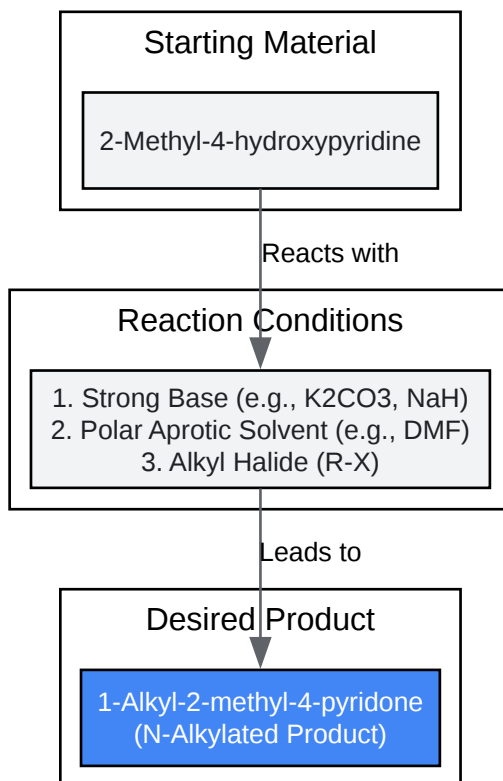 Starting Material
2-Methyl-4-hydroxypyridine
Reacts with
Reaction Conditions
1. Strong Base (e.g., K2CO3, NaH)
2. Polar Aprotic Solvent (e.g., DMF)
3. Alkyl Halide (R-X)
Leads to
Desired Product
1-Alkyl-2-methyl-4-pyridone
(N-Alkylated Product)